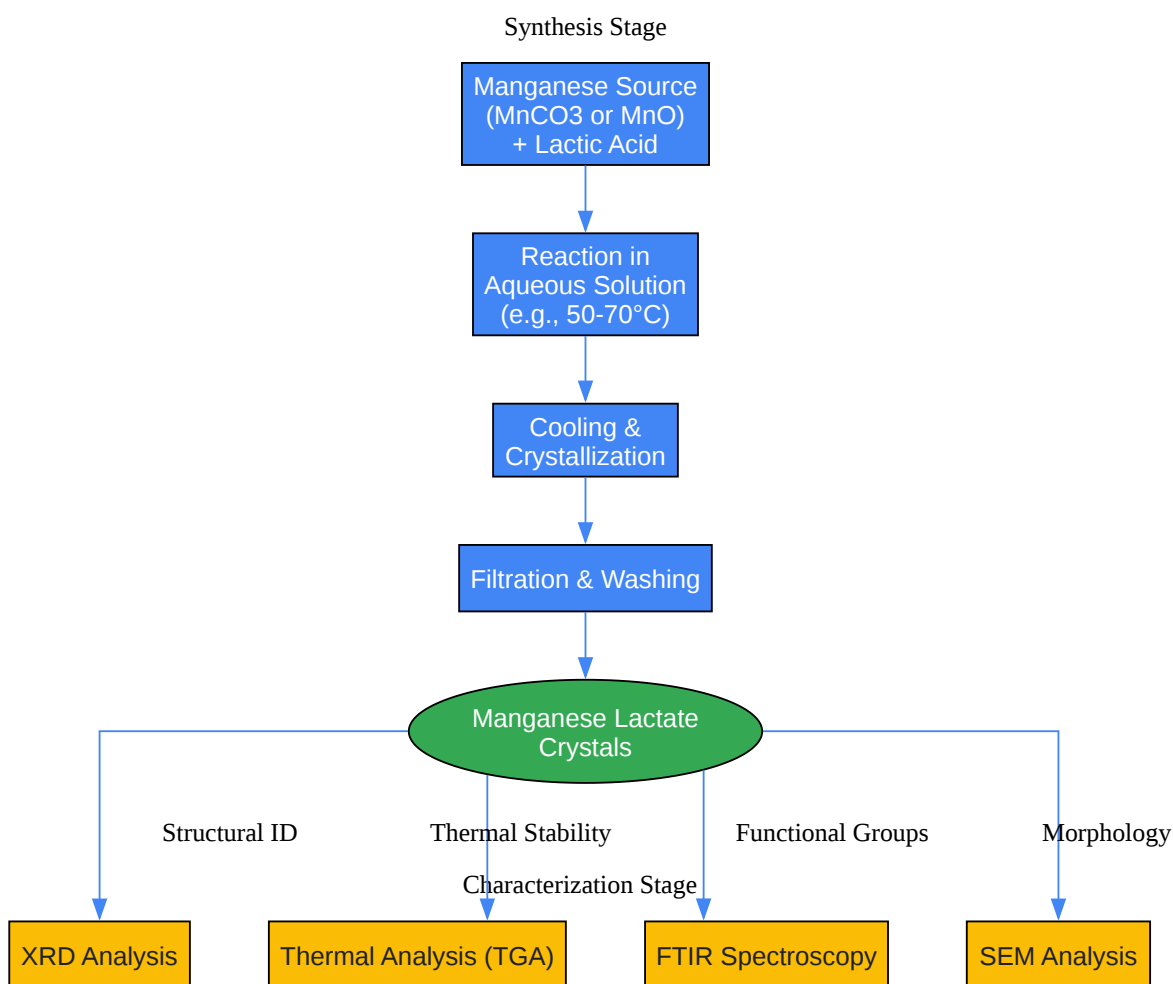 Synthesis Stage
Manganese Source
(MnCO3 or MnO)
+ Lactic Acid
Reaction in
Aqueous Solution
(e.g., 50-70°C)
Cooling &
Crystallization
Filtration & Washing
Manganese Lactate
Crystals
Structural ID
Thermal Stability
Functional Groups
Morphology
Characterization Stage
XRD Analysis
Thermal Analysis (TGA)
FTIR Spectroscopy
SEM Analysis